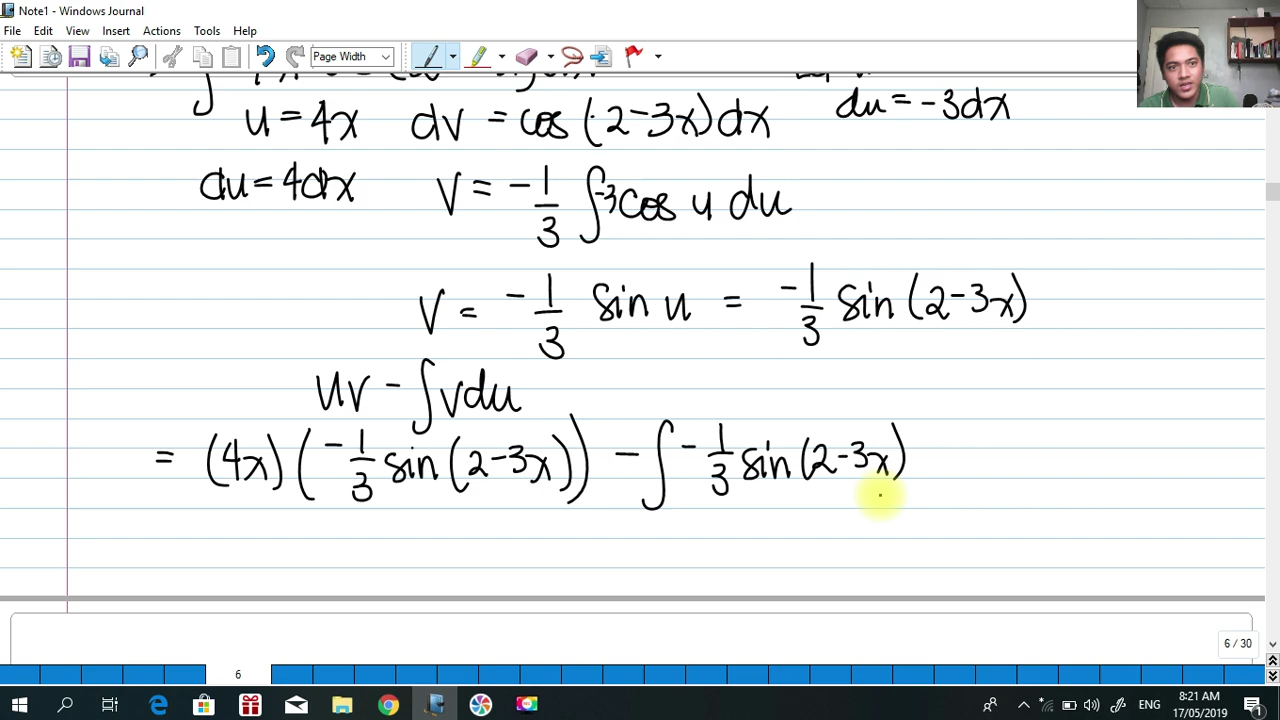 Note1 - Windows Journal
File Edit View Insert Actions Tools Help
Page Width
du = -3dx
u = 4x dv = cos(2-3x)dx
du = 4dx v = -1/3 ∫-3cos u du
v = -1/3 sin u = -1/3 sin(2-3x)
uv - ∫vdu
= (4x)(-1/3 sin(2-3x)) - ∫-1/3 sin(2-3x)
6 / 30
6
ENG
8:21 AM
17/05/2019